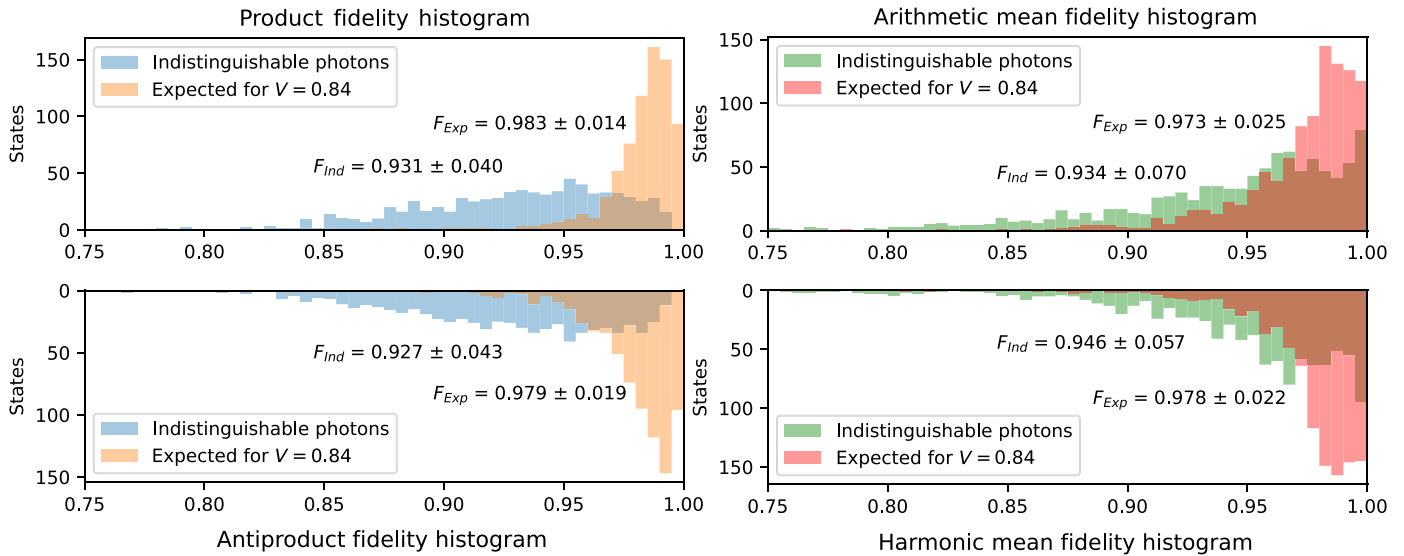 Product fidelity histogram
Indistinguishable photons
Expected for V = 0.84
F_Exp = 0.983 ± 0.014
F_Ind = 0.931 ± 0.040
States
150
100
50
0
0.75 0.80 0.85 0.90 0.95 1.00
Arithmetic mean fidelity histogram
Indistinguishable photons
Expected for V = 0.84
F_Exp = 0.973 ± 0.025
F_Ind = 0.934 ± 0.070
States
150
100
50
0
0.75 0.80 0.85 0.90 0.95 1.00
0
50
100
150
States
F_Ind = 0.927 ± 0.043
F_Exp = 0.979 ± 0.019
Indistinguishable photons
Expected for V = 0.84
0.75 0.80 0.85 0.90 0.95 1.00
Antiproduct fidelity histogram
0
50
100
150
States
F_Ind = 0.946 ± 0.057
F_Exp = 0.978 ± 0.022
Indistinguishable photons
Expected for V = 0.84
0.75 0.80 0.85 0.90 0.95 1.00
Harmonic mean fidelity histogram